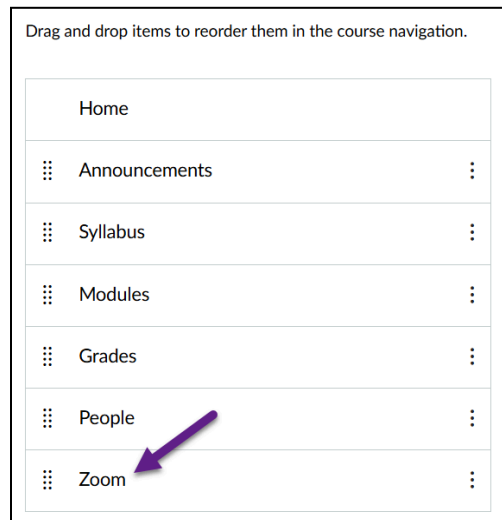 Drag and drop items to reorder them in the course navigation.
Home
Announcements
Syllabus
Modules
Grades
People
Zoom